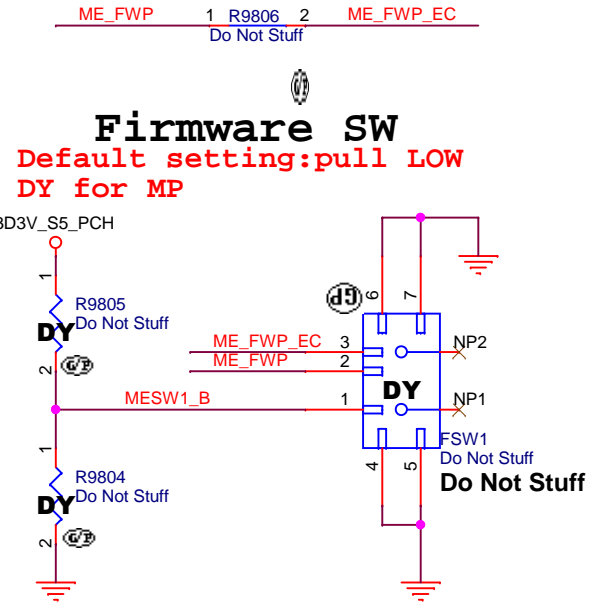 ME_FWP 1 R9806 2 ME_FWP_EC
Do Not Stuff
G/P
Firmware SW
Default setting:pull LOW
DY for MP
3D3V_S5_PCH
1
R9805
Do Not Stuff
DY
2 G/P
GP 6 7
ME_FWP_EC 3
ME_FWP 2
MESW1_B 1
NP2
DY
NP1
FSW1
Do Not Stuff
Do Not Stuff
4 5
1
R9804
Do Not Stuff
DY
2 G/P